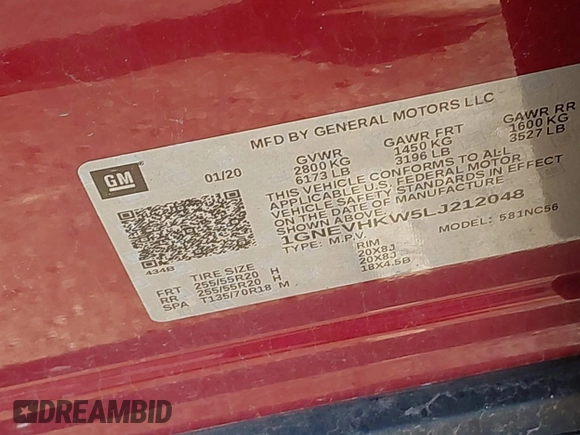 MFD BY GENERAL MOTORS LLC
GM
01/20
GVWR
2800 KG
6173 LB
GAWR FRT
1450 KG
3196 LB
GAWR RR
1600 KG
3527 LB
THIS VEHICLE CONFORMS TO ALL
APPLICABLE U.S. FEDERAL MOTOR
VEHICLE SAFETY STANDARDS IN EFFECT
ON THE DATE OF MANUFACTURE
SHOWN ABOVE.
1GNEVHKW5LJ212048
TYPE: M.P.V.
MODEL: 581NC56
434B
TIRE SIZE
RIM
FRT 255/55R20 H 20X8J
RR 255/55R20 H 20X8J
SPA T135/70R18 M 18X4.5B
DREAMBID